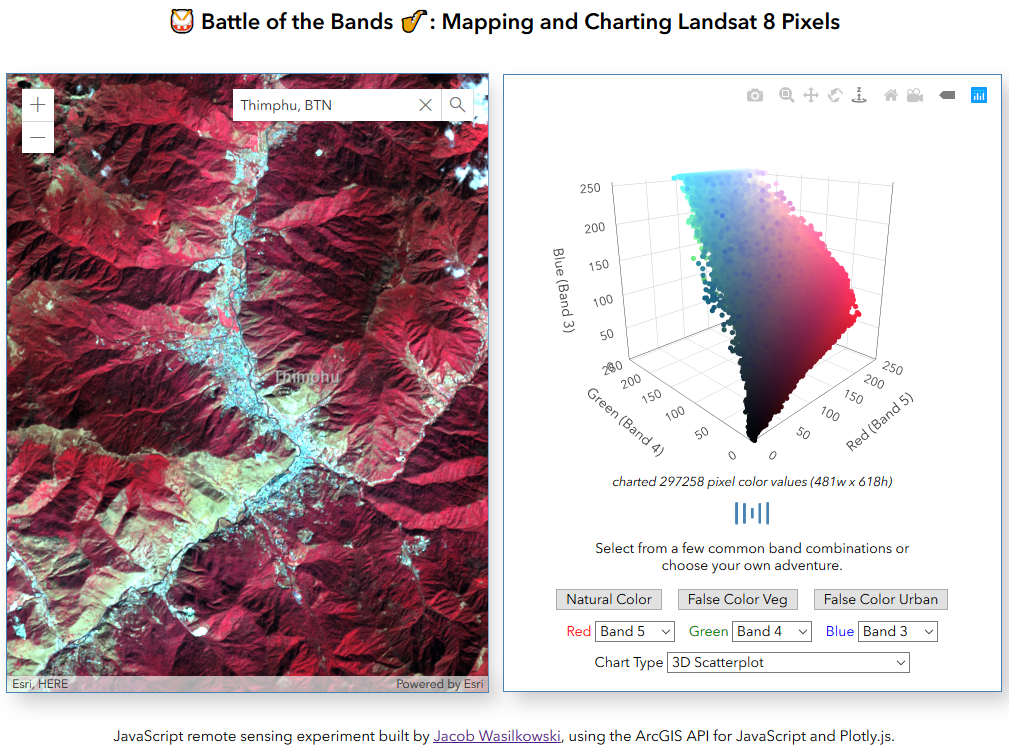 Battle of the Bands : Mapping and Charting Landsat 8 Pixels
+
Thimphu, BTN
−
Thimphu
Esri, HERE
Powered by Esri
z
250
200
150
100
50
Blue (Band 3)
250
200
150
100
50
0
Green (Band 4)
0
50
100
150
200
250
Red (Band 5)
charted 297258 pixel color values (481w x 618h)
Select from a few common band combinations or
choose your own adventure.
Natural Color False Color Veg False Color Urban
Red Band 5 Green Band 4 Blue Band 3
Chart Type 3D Scatterplot
JavaScript remote sensing experiment built by Jacob Wasilkowski, using the ArcGIS API for JavaScript and Plotly.js.